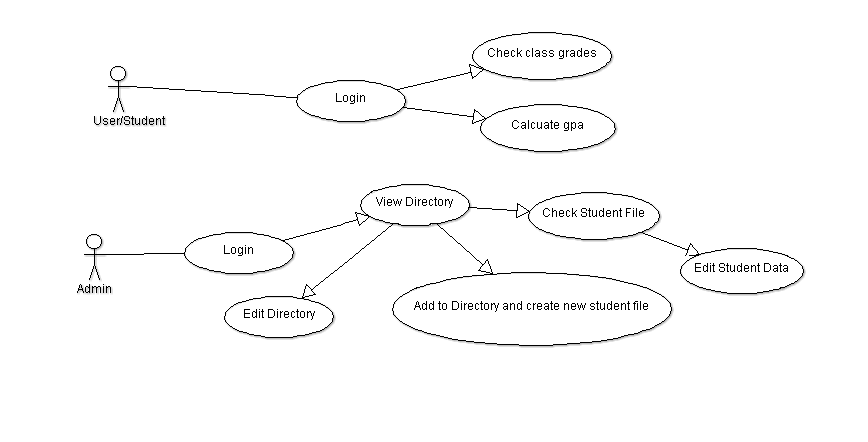 Check class grades
Login
User/Student
Calcuate gpa
View Directory
Check Student File
Login
Edit Student Data
Admin
Add to Directory and create new student file
Edit Directory